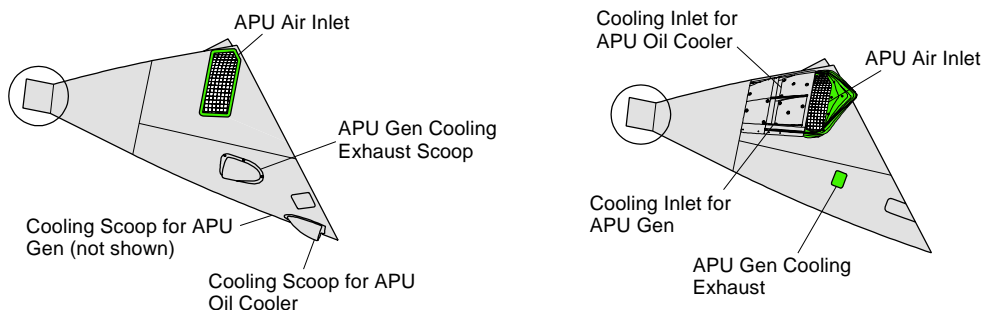 APU Air Inlet
APU Gen Cooling
Exhaust Scoop
Cooling Scoop for APU
Gen (not shown)
Cooling Scoop for APU
Oil Cooler
Cooling Inlet for
APU Oil Cooler
APU Air Inlet
Cooling Inlet for
APU Gen
APU Gen Cooling
Exhaust